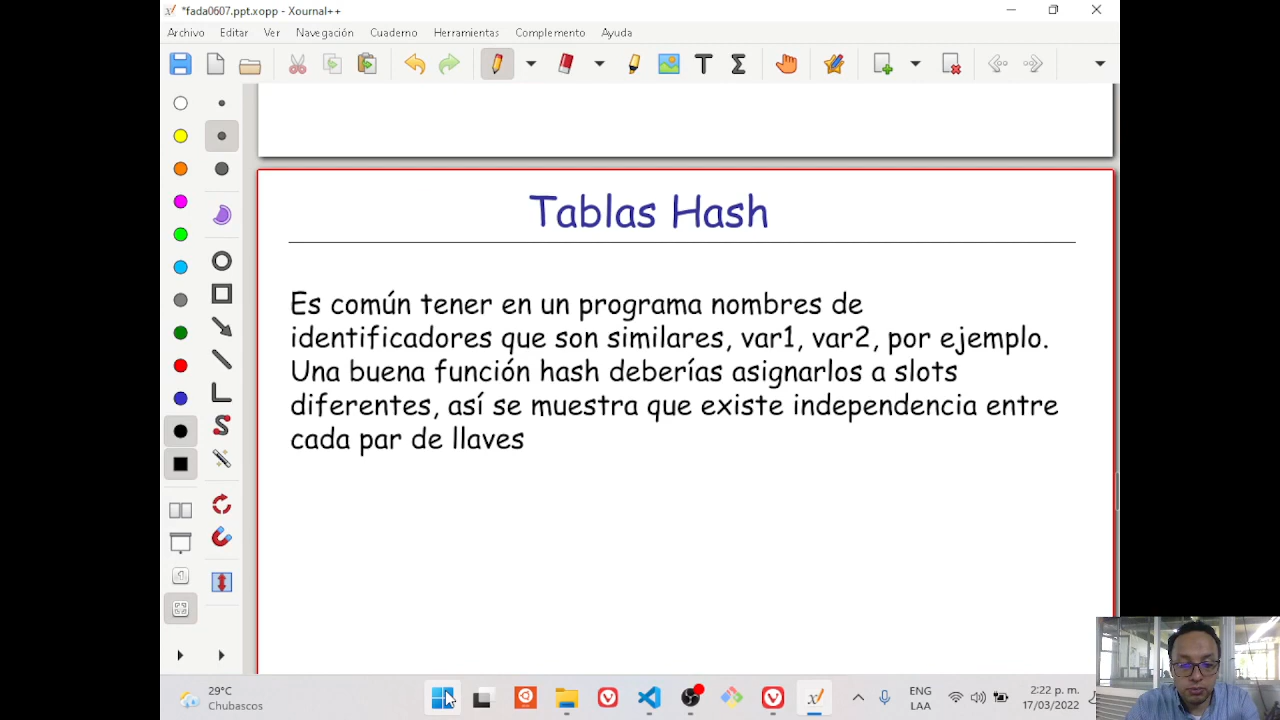 *fada0607.ppt.xopp - Xournal++
Archivo Editar Ver Navegación Cuaderno Herramientas Complemento Ayuda
Tablas Hash
Es común tener en un programa nombres de
identificadores que son similares, var1, var2, por ejemplo.
Una buena función hash deberías asignarlos a slots
diferentes, así se muestra que existe independencia entre
cada par de llaves
29°C
Chubascos
ENG
LAA
2:22 p. m.
17/03/2022